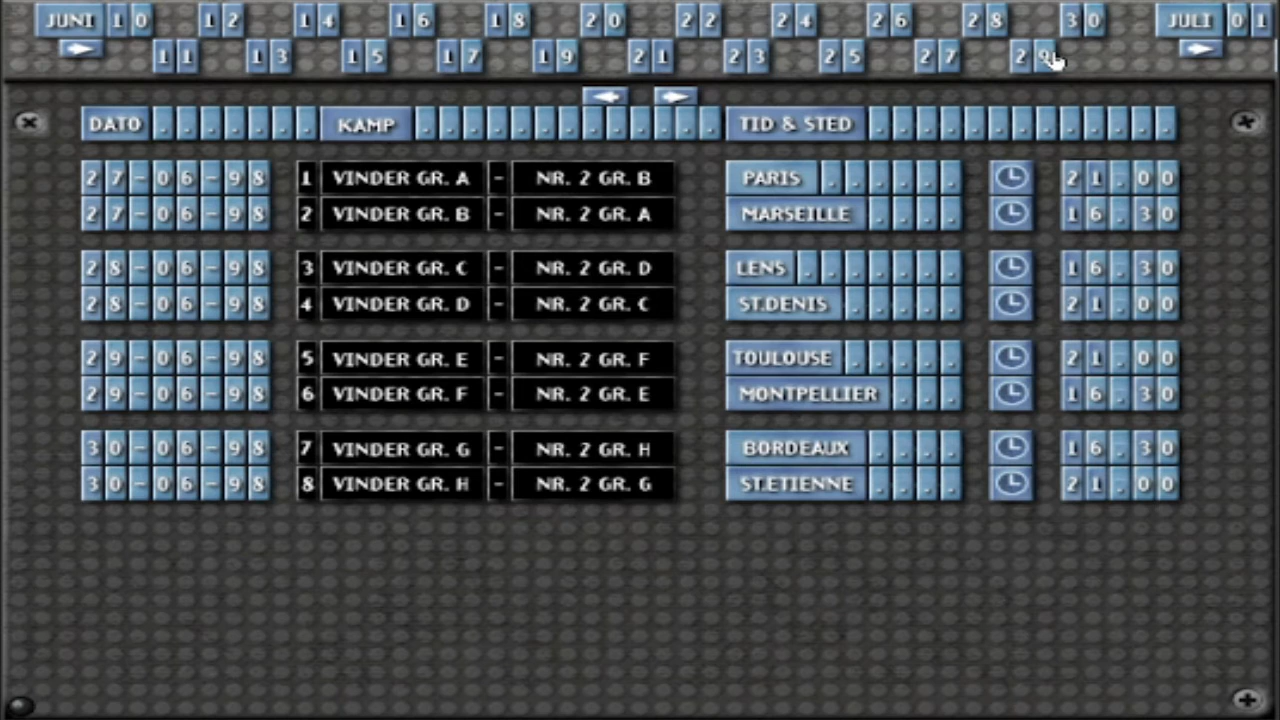 JUNI 10 12 14 16 18 20 22 24 26 28 30 JULI 01
11 13 15 17 19 21 23 25 27 29
DATO . . . . . . . KAMP . . . . . . . . . . . . . TID & STED . . . . . . . . . . . . .
27-06-98 1 VINDER GR. A - NR. 2 GR. B PARIS . . . . . . 21.00
27-06-98 2 VINDER GR. B - NR. 2 GR. A MARSEILLE . . . . 16.30
28-06-98 3 VINDER GR. C - NR. 2 GR. D LENS . . . . . . . 16.30
28-06-98 4 VINDER GR. D - NR. 2 GR. C ST.DENIS . . . . . 21.00
29-06-98 5 VINDER GR. E - NR. 2 GR. F TOULOUSE . . . . . 21.00
29-06-98 6 VINDER GR. F - NR. 2 GR. E MONTPELLIER . . . 16.30
30-06-98 7 VINDER GR. G - NR. 2 GR. H BORDEAUX . . . . 16.30
30-06-98 8 VINDER GR. H - NR. 2 GR. G ST.ETIENNE . . . . 21.00